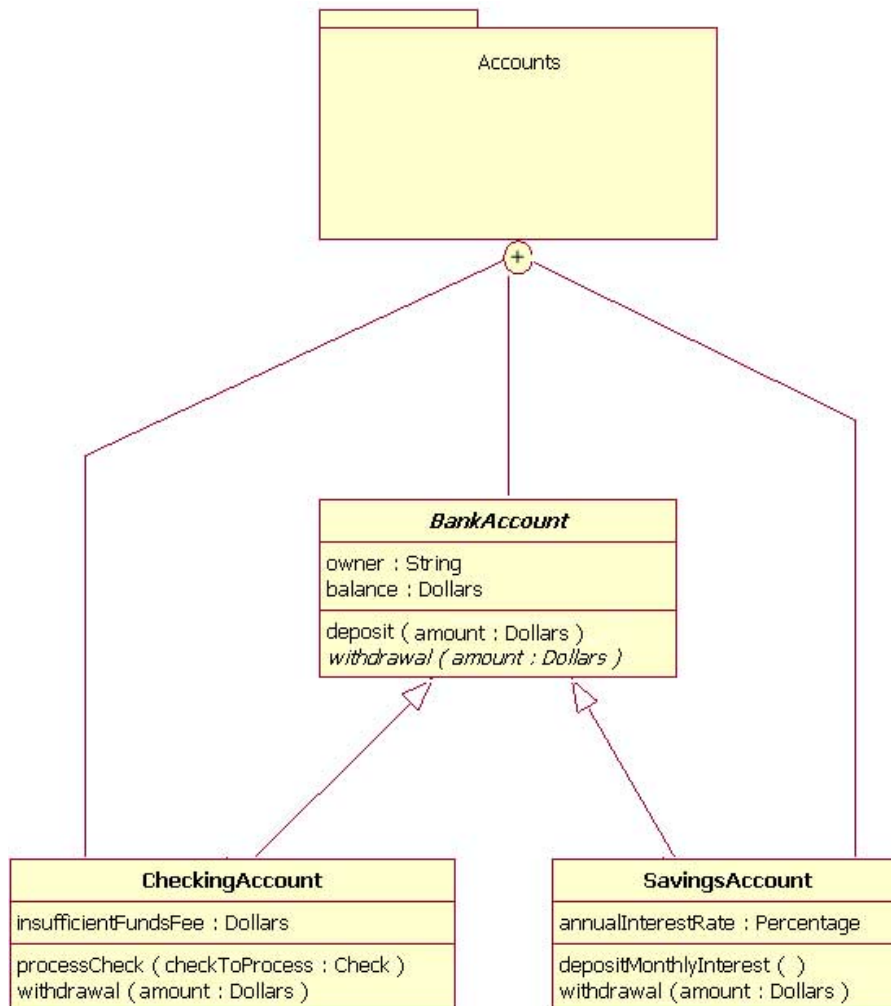 Accounts
+
BankAccount
owner : String
balance : Dollars
deposit ( amount : Dollars )
withdrawal ( amount : Dollars )
CheckingAccount
insufficientFundsFee : Dollars
processCheck ( checkToProcess : Check )
withdrawal ( amount : Dollars )
SavingsAccount
annualInterestRate : Percentage
depositMonthlyInterest ( )
withdrawal ( amount : Dollars )